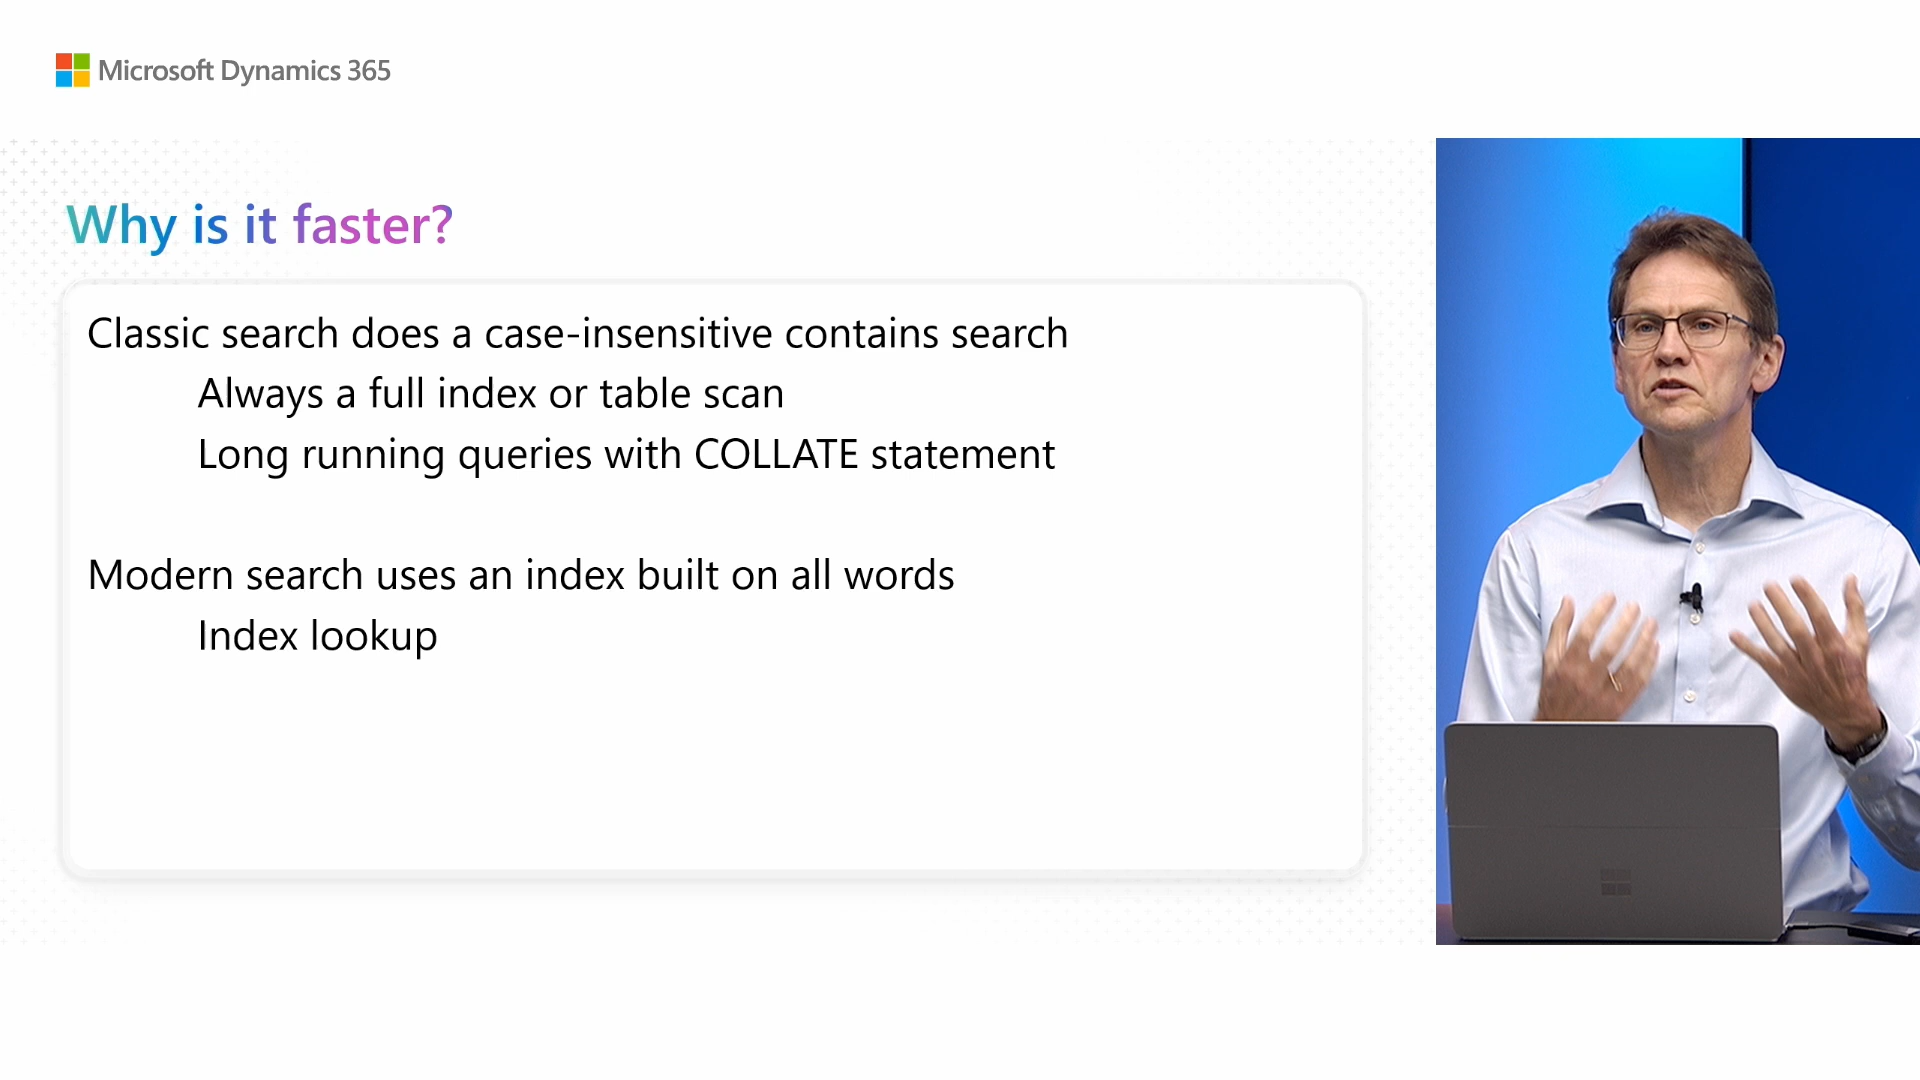 Microsoft Dynamics 365
Why is it faster?
Classic search does a case-insensitive contains search
Always a full index or table scan
Long running queries with COLLATE statement
Modern search uses an index built on all words
Index lookup